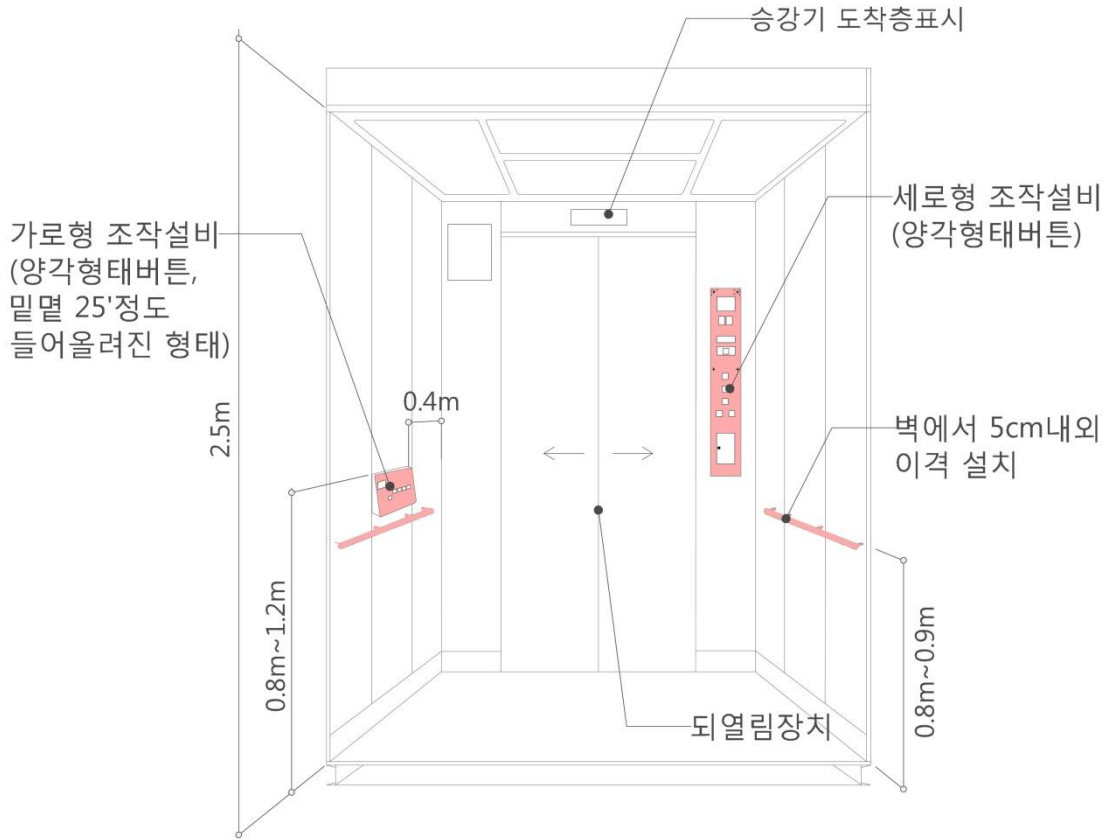 승강기 도착층표시
가로형 조작설비
(양각형태버튼,
밑몉 25'정도
들어올려진 형태)
세로형 조작설비
(양각형태버튼)
0.4m
2.5m
벽에서 5cm내외
이격 설치
0.8m~1.2m
0.8m~0.9m
되열림장치